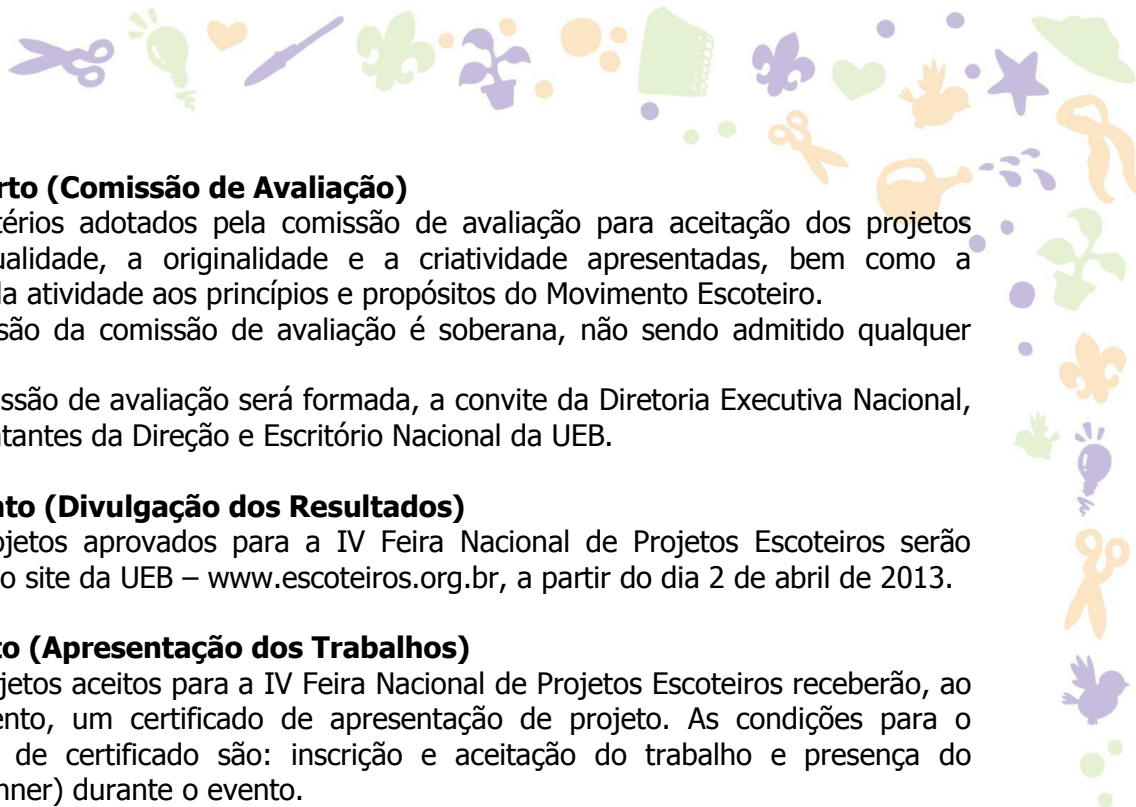 rto (Comissão de Avaliação)
térios adotados pela comissão de avaliação para aceitação dos projetos
ualidade, a originalidade e a criatividade apresentadas, bem como a
la atividade aos princípios e propósitos do Movimento Escoteiro.
são da comissão de avaliação é soberana, não sendo admitido qualquer
issão de avaliação será formada, a convite da Diretoria Executiva Nacional,
ntantes da Direção e Escritório Nacional da UEB.
nto (Divulgação dos Resultados)
ojetos aprovados para a IV Feira Nacional de Projetos Escoteiros serão
o site da UEB – www.escoteiros.org.br, a partir do dia 2 de abril de 2013.
to (Apresentação dos Trabalhos)
jetos aceitos para a IV Feira Nacional de Projetos Escoteiros receberão, ao
ento, um certificado de apresentação de projeto. As condições para o
de certificado são: inscrição e aceitação do trabalho e presença do
nner) durante o evento.